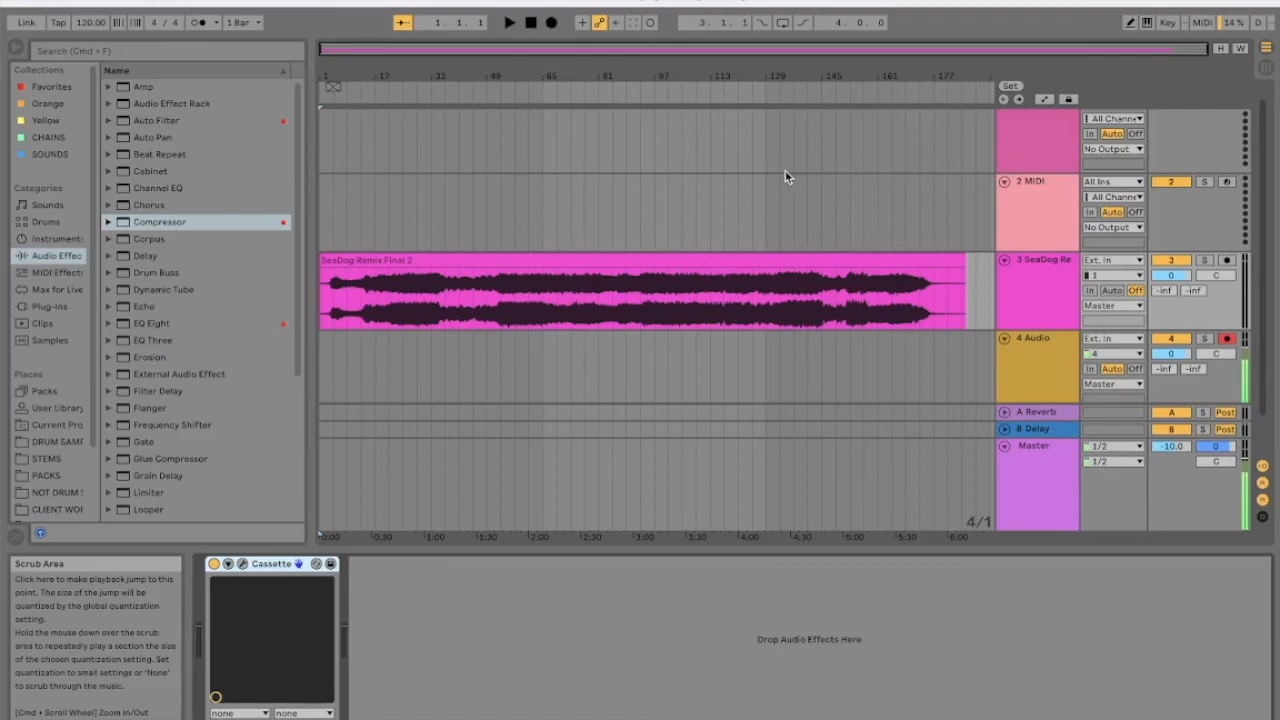 Link Tap 120.00 4 / 4 1 Bar 1. 1. 1 3. 1. 1 4. 0. 0 Key MIDI 14 % D
Search (Cmd + F)
H W
Collections
Favorites
Orange
Yellow
CHAINS
SOUNDS
Categories
Sounds
Drums
Instrument:
Audio Effec
MIDI Effect:
Max for Live
Plug-Ins
Clips
Samples
Places
Packs
User Library
Current Pro
DRUM SAMF
STEMS
PACKS
NOT DRUM :
CLIENT WOI
Name
Amp
Audio Effect Rack
Auto Filter
Auto Pan
Beat Repeat
Cabinet
Channel EQ
Chorus
Compressor
Corpus
Delay
Drum Buss
Dynamic Tube
Echo
EQ Eight
EQ Three
Erosion
External Audio Effect
Filter Delay
Flanger
Frequency Shifter
Gate
Glue Compressor
Grain Delay
Limiter
Looper
1 17 33 49 65 81 97 113 129 145 161 177
Set
All Channe
In Auto Off
No Output
2 MIDI All Ins 2 S
All Channe
In Auto Off
No Output
SeaDog Remix Final 2
3 SeaDog Re Ext. In 3 S
1 0 C
In Auto Off -inf -inf
Master
4 Audio Ext. In 4 S
4 0 C
In Auto Off -inf -inf
Master
A Reverb A S Post
B Delay B S Post
Master 1/2 -10.0 0
1/2 C
4/1
0:00 0:30 1:00 1:30 2:00 2:30 3:00 3:30 4:00 4:30 5:00 5:30 6:00
Scrub Area
Click here to make playback jump to this
point. The size of the jump will be
quantized by the global quantization
setting.
Hold the mouse down over the scrub
area to repeatedly play a section the size
of the chosen quantization setting. Set
quantization to small settings or 'None'
to scrub through the music.
[Cmd + Scroll Wheel] Zoom In/Out
Cassette
none none
Drop Audio Effects Here